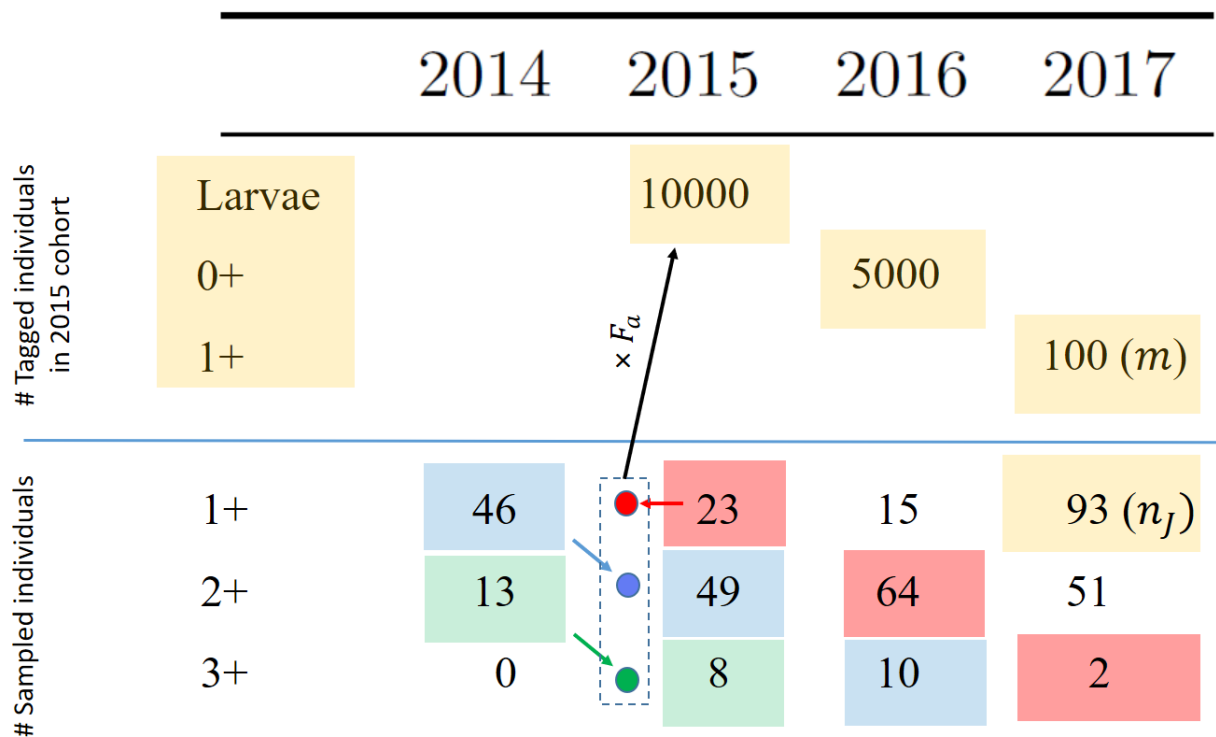 2014 2015 2016 2017
# Tagged individuals
in 2015 cohort
Larvae 10000
0+ 5000
1+ 100 (m)
× F_a
# Sampled individuals
1+ 46 23 15 93 (n_J)
2+ 13 49 64 51
3+ 0 8 10 2